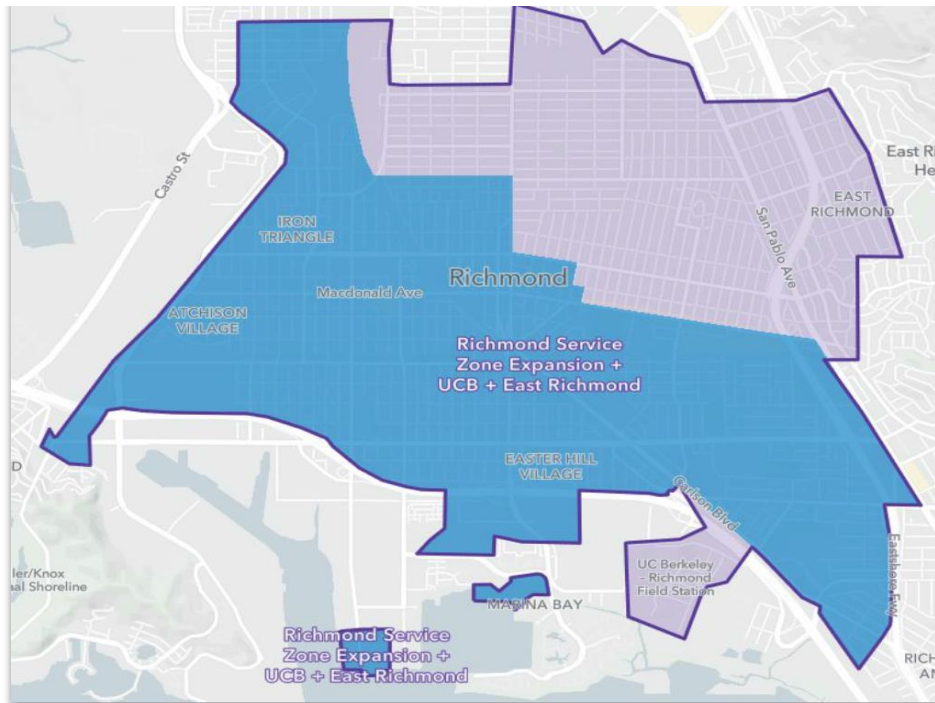 Castro St
East Ri
He
EAST
RICHMOND
San Pablo Ave
IRON
TRIANGLE
Richmond
Macdonald Ave
ATCHISON
VILLAGE
Richmond Service
Zone Expansion +
UCB + East Richmond
EASTER HILL
VILLAGE
D
Carlson Blvd
Eastshore Fwy
UC Berkeley
- Richmond
Field Station
ler/Knox
al Shoreline
MARINA BAY
Richmond Service
Zone Expansion +
UCB + East Richmond
RICH
AN